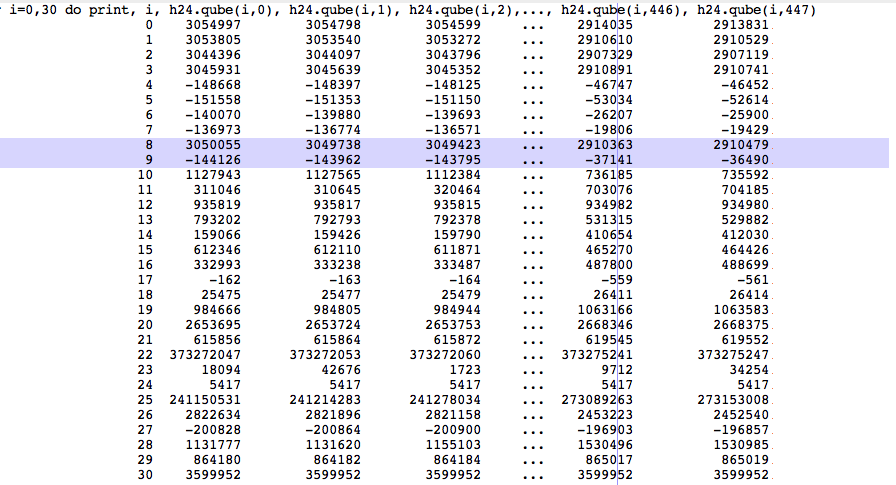 i=0,30 do print, i, h24.qube(i,0), h24.qube(i,1), h24.qube(i,2),..., h24.qube(i,446), h24.qube(i,447)
0 3054997 3054798 3054599 ... 2914035 2913831
1 3053805 3053540 3053272 ... 2910610 2910529
2 3044396 3044097 3043796 ... 2907329 2907119
3 3045931 3045639 3045352 ... 2910891 2910741
4 -148668 -148397 -148125 ... -46747 -46452
5 -151558 -151353 -151150 ... -53034 -52614
6 -140070 -139880 -139693 ... -26207 -25900
7 -136973 -136774 -136571 ... -19806 -19429
8 3050055 3049738 3049423 ... 2910363 2910479
9 -144126 -143962 -143795 ... -37141 -36490
10 1127943 1127565 1112384 ... 736185 735592
11 311046 310645 320464 ... 703076 704185
12 935819 935817 935815 ... 934982 934980
13 793202 792793 792378 ... 531315 529882
14 159066 159426 159790 ... 410654 412030
15 612346 612110 611871 ... 465270 464426
16 332993 333238 333487 ... 487800 488699
17 -162 -163 -164 ... -559 -561
18 25475 25477 25479 ... 26411 26414
19 984666 984805 984944 ... 1063166 1063583
20 2653695 2653724 2653753 ... 2668346 2668375
21 615856 615864 615872 ... 619545 619552
22 373272047 373272053 373272060 ... 373275241 373275247
23 18094 42676 1723 ... 9712 34254
24 5417 5417 5417 ... 5417 5417
25 241150531 241214283 241278034 ... 273089263 273153008
26 2822634 2821896 2821158 ... 2453223 2452540
27 -200828 -200864 -200900 ... -196903 -196857
28 1131777 1131620 1155103 ... 1530496 1530985
29 864180 864182 864184 ... 865017 865019
30 3599952 3599952 3599952 ... 3599952 3599952